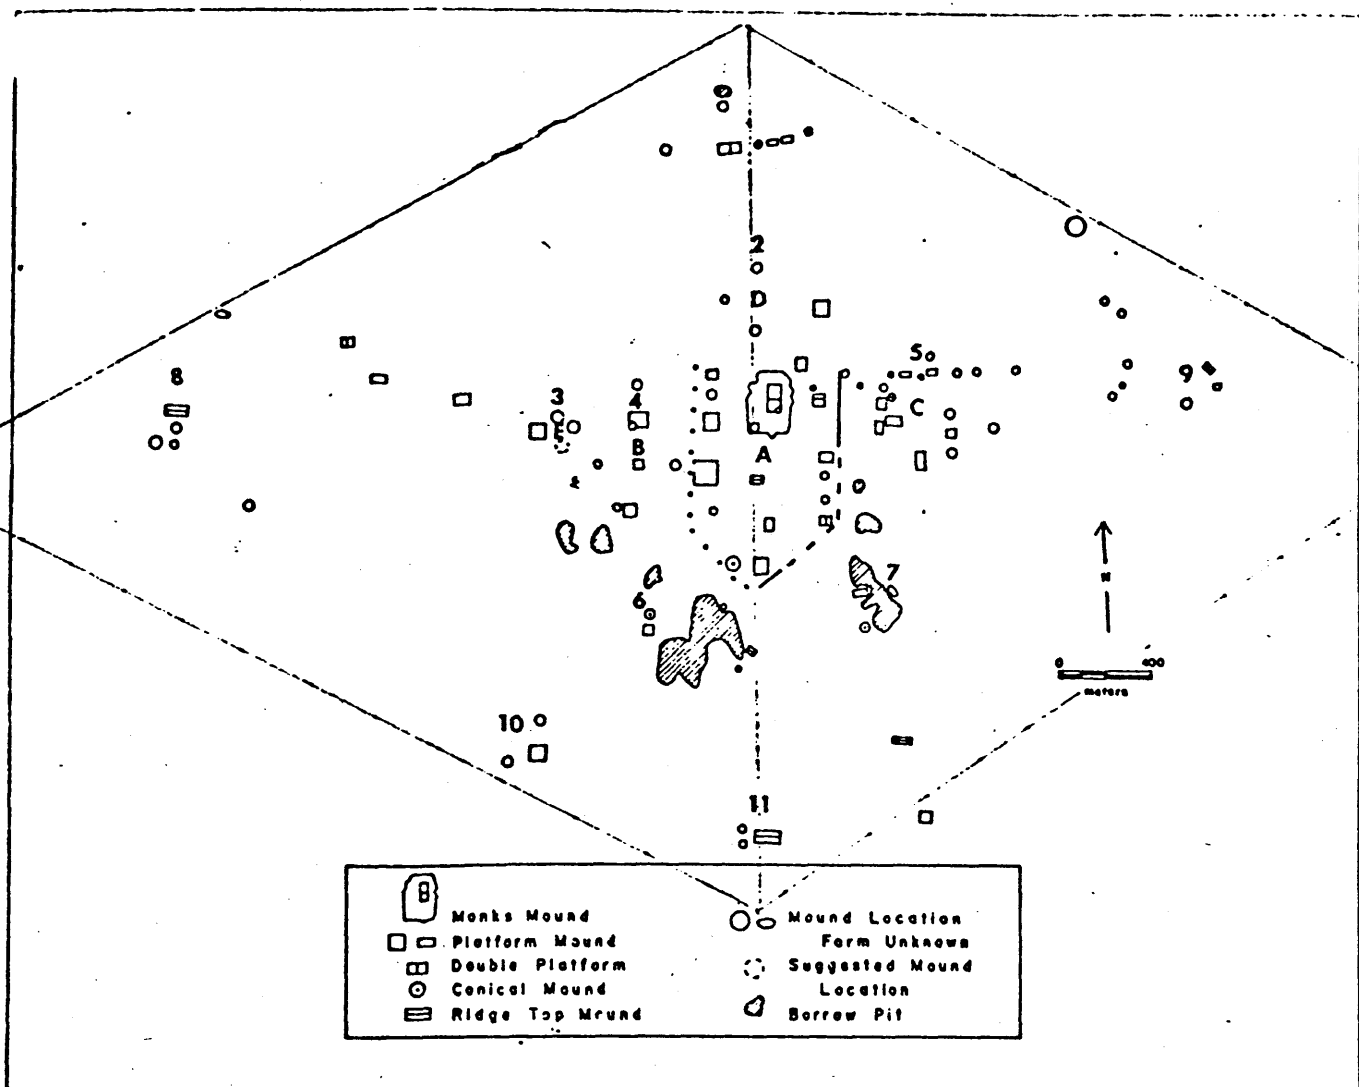 2
D
S
8
9
3
4
C
E
B
A
N
7
6
0 400
meters
10
11
Monks Mound
Platform Mound
Double Platform
Conical Mound
Ridge Top Mound
Mound Location
Form Unknown
Suggested Mound
Location
Borrow Pit